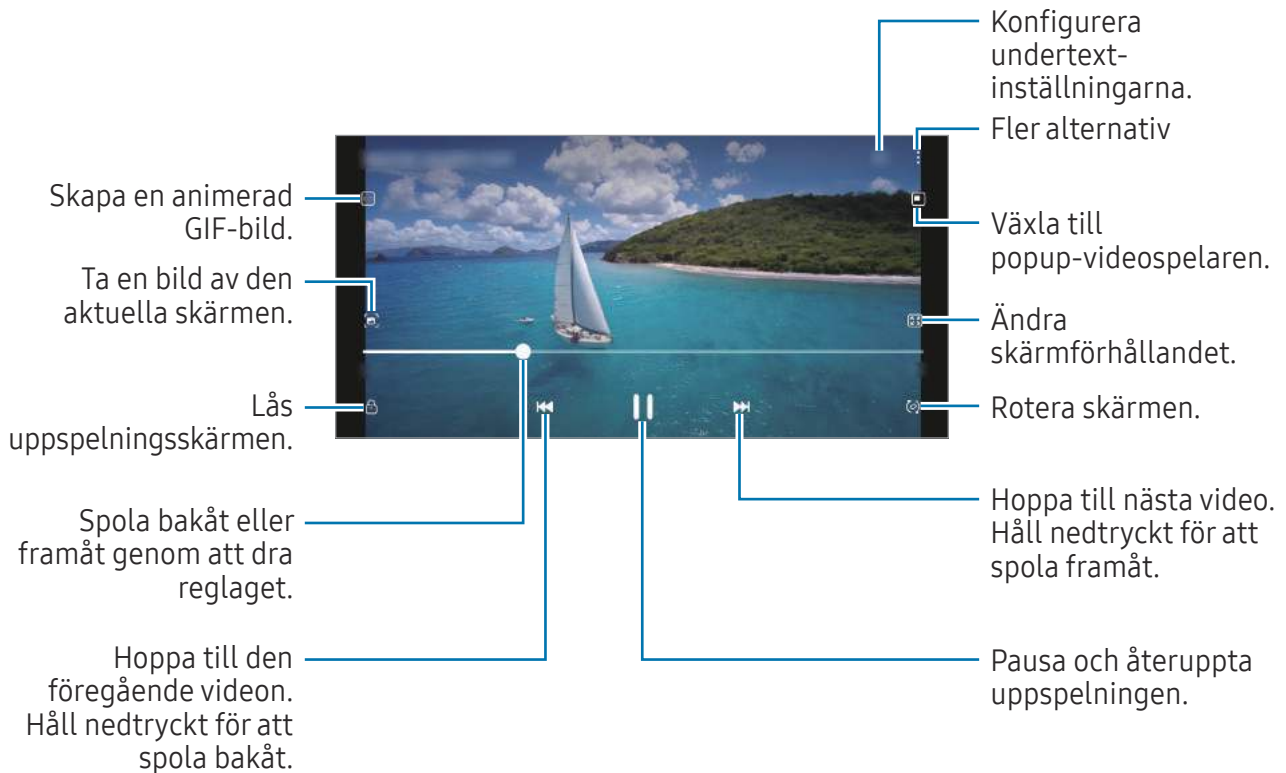 Konfigurera
undertext-
inställningarna.
Fler alternativ
Skapa en animerad
GIF-bild.
Växla till
popup-videospelaren.
Ta en bild av den
aktuella skärmen.
Ändra
skärmförhållandet.
Lås
uppspelningsskärmen.
Rotera skärmen.
Spola bakåt eller
framåt genom att dra
reglaget.
Hoppa till nästa video.
Håll nedtryckt för att
spola framåt.
Hoppa till den
föregående videon.
Håll nedtryckt för att
spola bakåt.
Pausa och återuppta
uppspelningen.